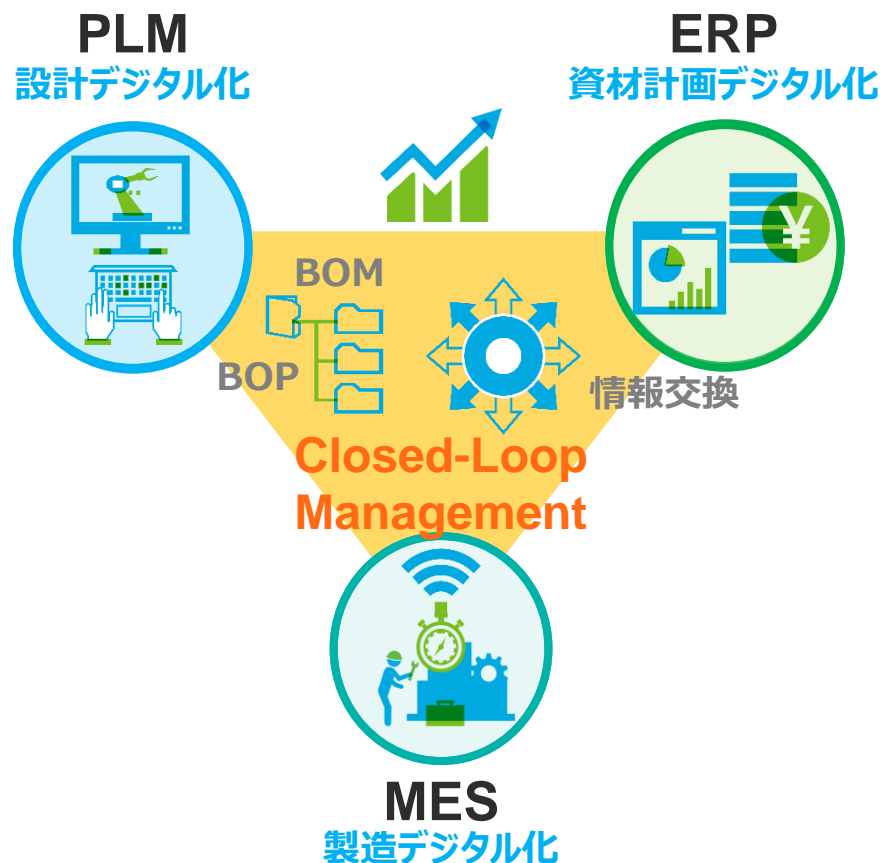 PLM
設計デジタル化
ERP
資材計画デジタル化
¥
BOM
BOP
情報交換
Closed-Loop
Management
MES
製造デジタル化